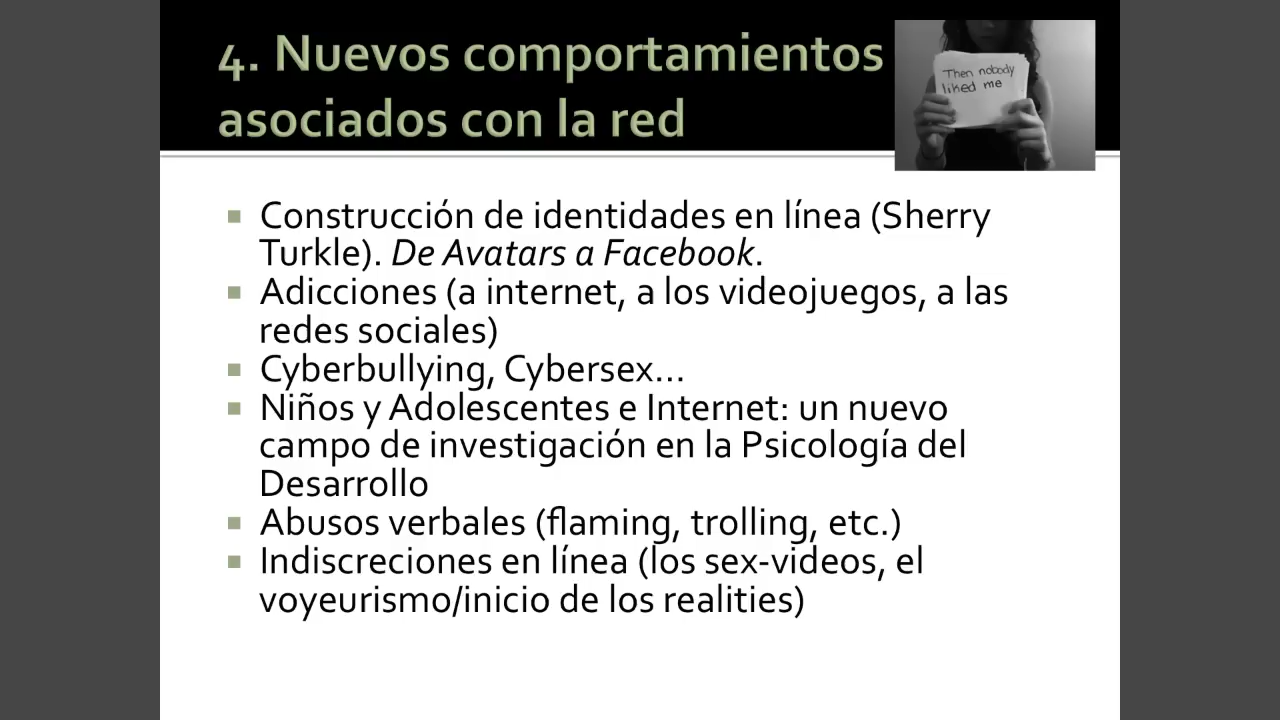 4. Nuevos comportamientos
asociados con la red
Then nobody
liked me
Construcción de identidades en línea (Sherry
Turkle). De Avatars a Facebook.
Adicciones (a internet, a los videojuegos, a las
redes sociales)
Cyberbullying, Cybersex...
Niños y Adolescentes e Internet: un nuevo
campo de investigación en la Psicología del
Desarrollo
Abusos verbales (flaming, trolling, etc.)
Indiscreciones en línea (los sex-videos, el
voyeurismo/inicio de los realities)